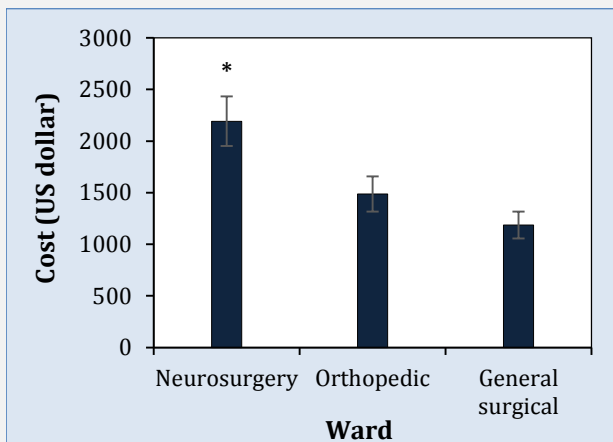 Cost (US dollar)
3000
2500
2000
1500
1000
500
0
*
Neurosurgery
Orthopedic
General
surgical
Ward